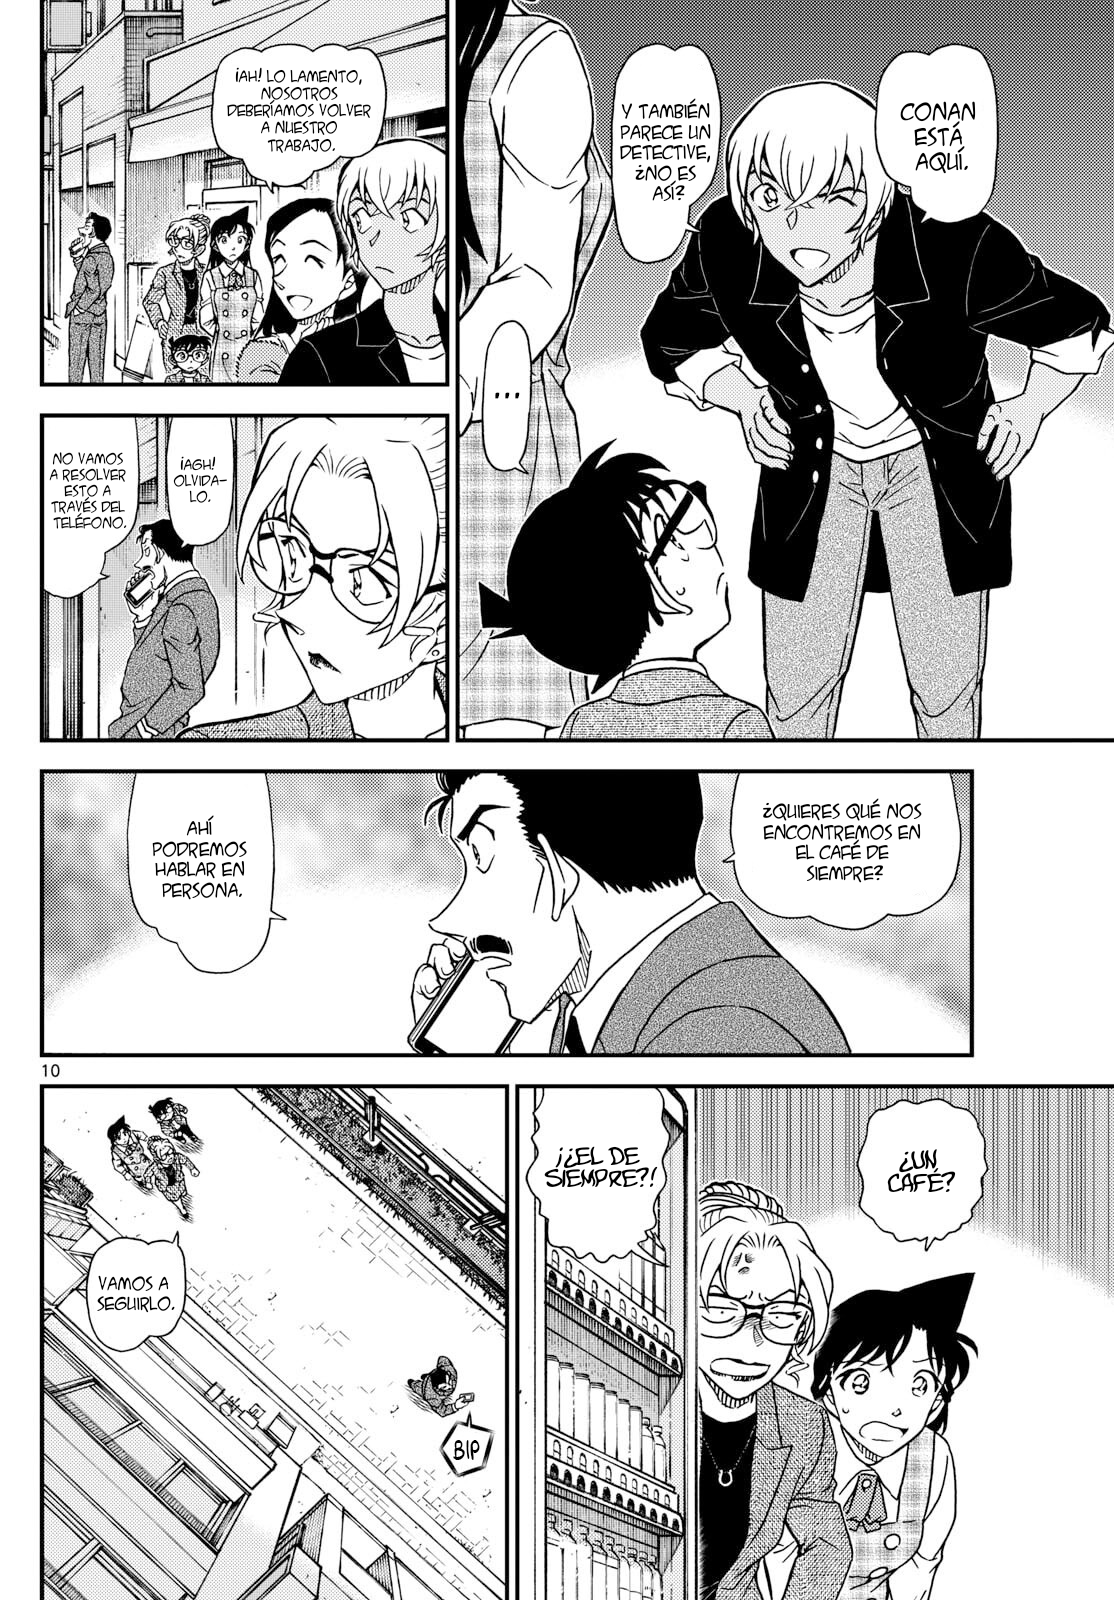 CONAN
ESTÁ
AQUÍ.
Y TAMBIÉN
PARECE UN
DETECTIVE,
¿NO ES
ASÍ?
...
¡AH! LO LAMENTO,
NOSOTROS
DEBERÍAMOS VOLVER
A NUESTRO
TRABAJO.
¡AGH!
OLVIDA-
LO.
NO VAMOS
A RESOLVER
ESTO A
TRAVÉS DEL
TELÉFONO.
¿QUIERES QUÉ NOS
ENCONTREMOS EN
EL CAFÉ DE
SIEMPRE?
AHÍ
PODREMOS
HABLAR EN
PERSONA.
10
¿UN
CAFE?
¡¿EL DE
SIEMPRE?!
VAMOS A
SEGUIRLO.
BIP